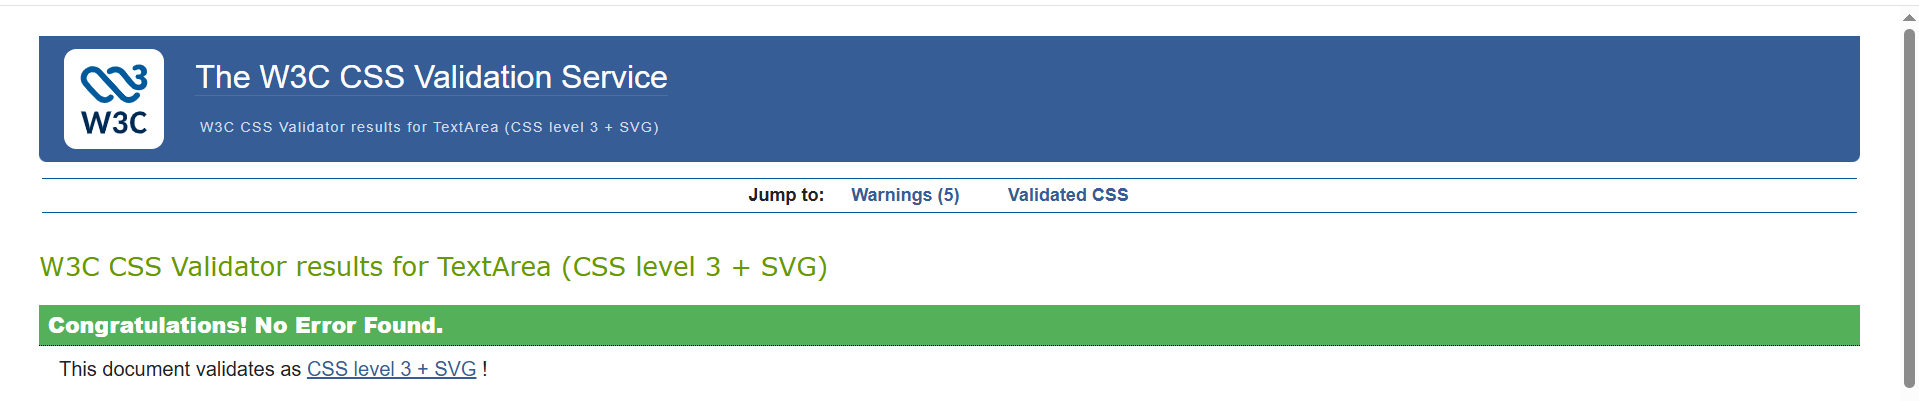 The W3C CSS Validation Service
W3C
W3C CSS Validator results for TextArea (CSS level 3 + SVG)
Jump to: Warnings (5) Validated CSS
W3C CSS Validator results for TextArea (CSS level 3 + SVG)
Congratulations! No Error Found.
This document validates as CSS level 3 + SVG !